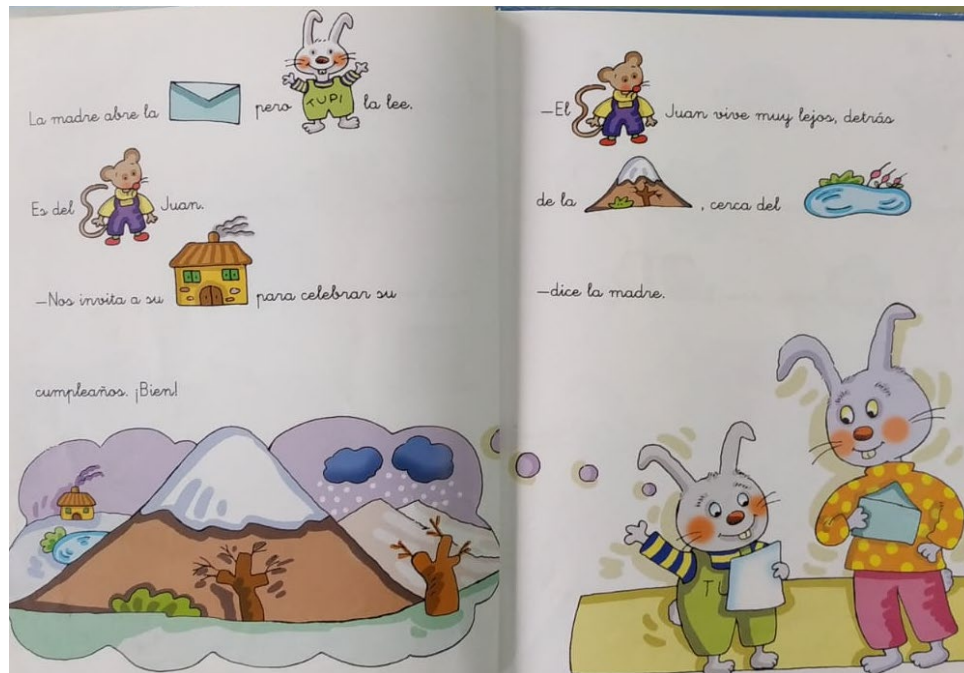 La madre abre la pero TUPI la lee.
Es del Juan.
—Nos invita a su para celebrar su
cumpleaños. ¡Bien!
—El Juan vive muy lejos, detrás
de la , cerca del
—dice la madre.
TU